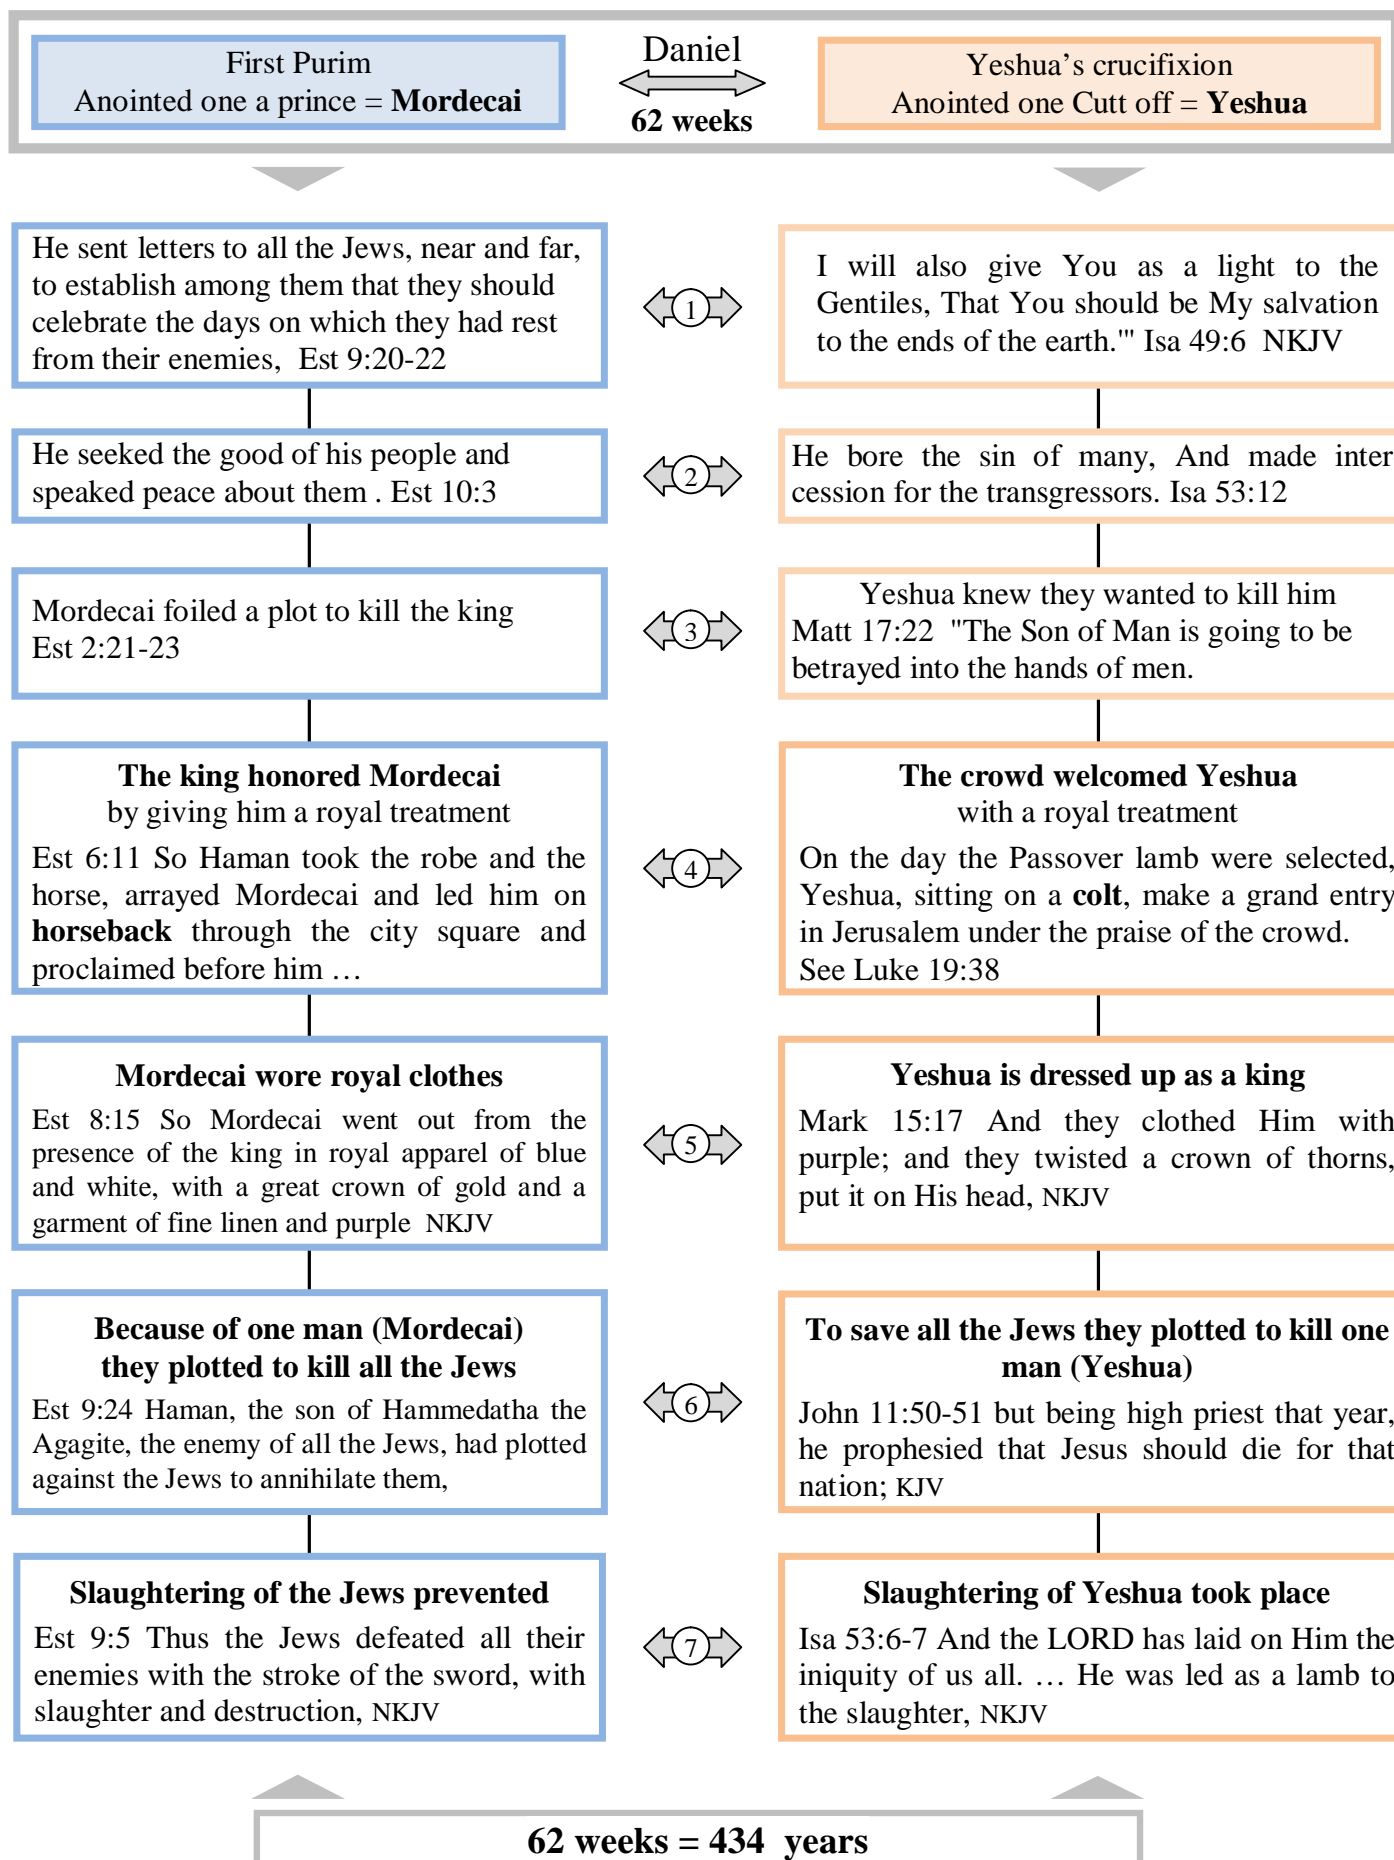 First Purim
Anointed one a prince = Mordecai
Daniel
62 weeks
Yeshua's crucifixion
Anointed one Cutt off = Yeshua
He sent letters to all the Jews, near and far,
to establish among them that they should
celebrate the days on which they had rest
from their enemies,  Est 9:20-22
1
I will also give You as a light to the
Gentiles, That You should be My salvation
to the ends of the earth.'" Isa 49:6  NKJV
He seeked the good of his people and
speaked peace about them . Est 10:3
2
He bore the sin of many, And made inter
cession for the transgressors. Isa 53:12
Mordecai foiled a plot to kill the king
Est 2:21-23
3
Yeshua knew they wanted to kill him
Matt 17:22  "The Son of Man is going to be
betrayed into the hands of men.
The king honored Mordecai
by giving him a royal treatment
Est 6:11 So Haman took the robe and the
horse, arrayed Mordecai and led him on
horseback through the city square and
proclaimed before him …
4
The crowd welcomed Yeshua
with a royal treatment
On the day the Passover lamb were selected,
Yeshua, sitting on a colt, make a grand entry
in Jerusalem under the praise of the crowd.
See Luke 19:38
Mordecai wore royal clothes
Est 8:15 So Mordecai went out from the
presence of the king in royal apparel of blue
and white, with a great crown of gold and a
garment of fine linen and purple  NKJV
5
Yeshua is dressed up as a king
Mark 15:17 And they clothed Him with
purple; and they twisted a crown of thorns,
put it on His head, NKJV
Because of one man (Mordecai)
they plotted to kill all the Jews
Est 9:24 Haman, the son of Hammedatha the
Agagite, the enemy of all the Jews, had plotted
against the Jews to annihilate them,
6
To save all the Jews they plotted to kill one
man (Yeshua)
John 11:50-51 but being high priest that year,
he prophesied that Jesus should die for that
nation; KJV
Slaughtering of the Jews prevented
Est 9:5 Thus the Jews defeated all their
enemies with the stroke of the sword, with
slaughter and destruction, NKJV
7
Slaughtering of Yeshua took place
Isa 53:6-7 And the LORD has laid on Him the
iniquity of us all. … He was led as a lamb to
the slaughter, NKJV
62 weeks = 434  years